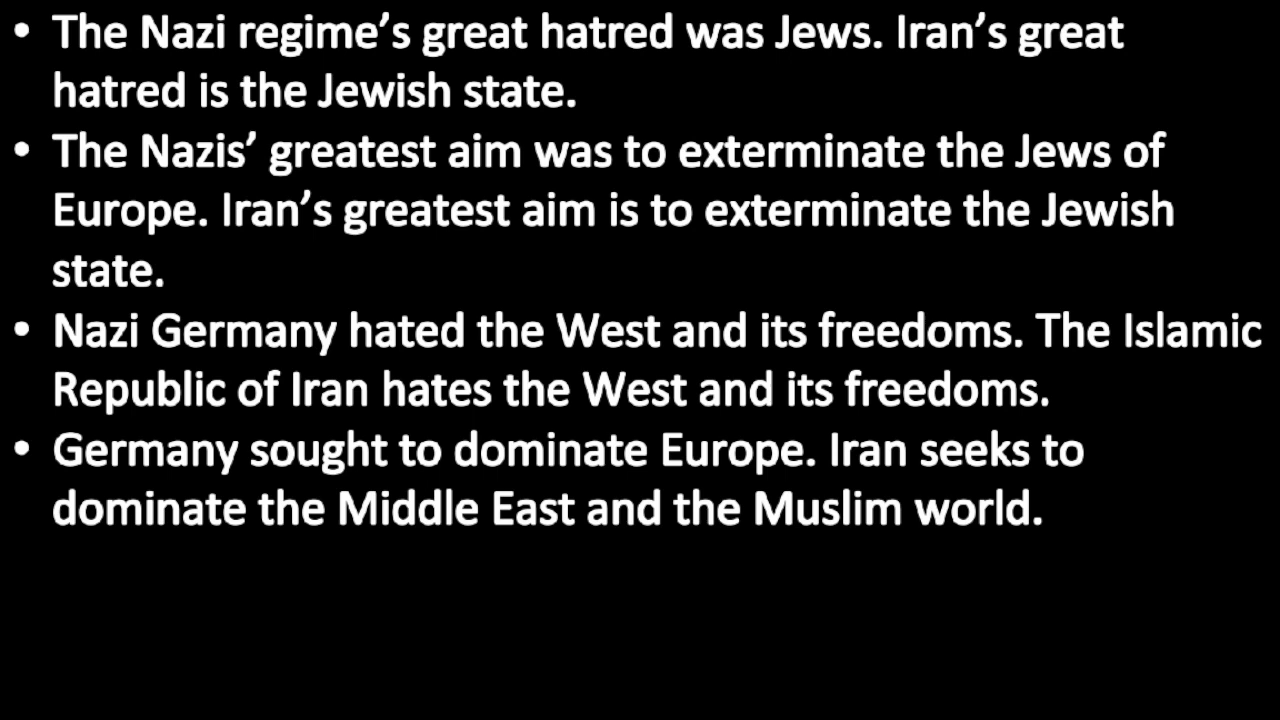 • The Nazi regime’s great hatred was Jews. Iran’s great
hatred is the Jewish state.
• The Nazis’ greatest aim was to exterminate the Jews of
Europe. Iran’s greatest aim is to exterminate the Jewish
state.
• Nazi Germany hated the West and its freedoms. The Islamic
Republic of Iran hates the West and its freedoms.
• Germany sought to dominate Europe. Iran seeks to
dominate the Middle East and the Muslim world.